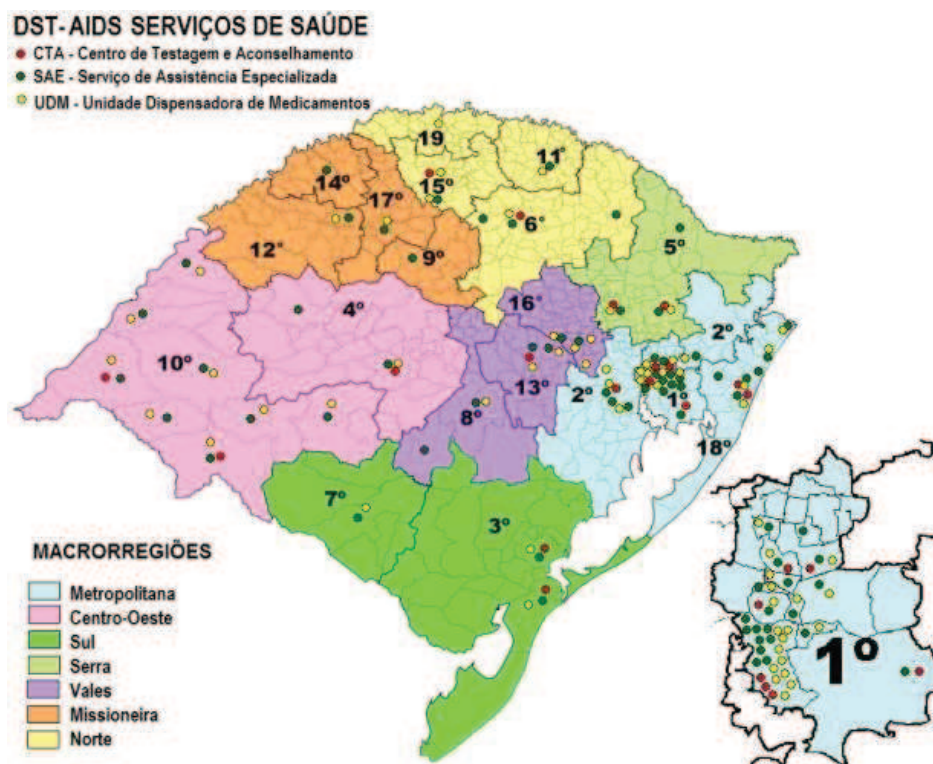 DST-AIDS SERVIÇOS DE SAÚDE
CTA - Centro de Testagem e Aconselhamento
SAE - Serviço de Assistência Especializada
UDM - Unidade Dispensadora de Medicamentos
19
11º
14º
15º
17º
6º
12º
9º
5º
16º
4º
2º
10º
13º
2º
1º
8º
18º
7º
3º
1º
MACRORREGIÕES
Metropolitana
Centro-Oeste
Sul
Serra
Vales
Missioneira
Norte